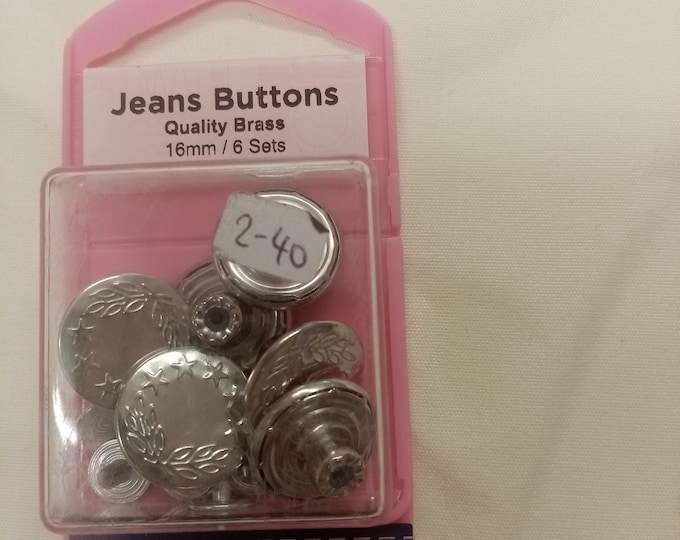 Jeans Buttons
Quality Brass
16mm / 6 Sets
2-40